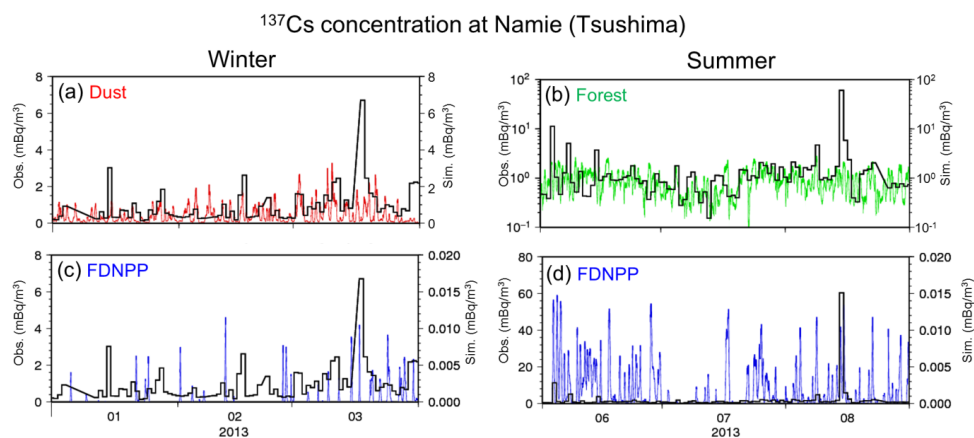 ¹³⁷Cs concentration at Namie (Tsushima)
Winter
Summer
(a) Dust
Obs. (mBq/m³)
8
6
4
2
0
Sim. (mBq/m³)
8
6
4
2
0
(b) Forest
Obs. (mBq/m³)
10²
10¹
10⁰
10⁻¹
Sim. (mBq/m³)
10²
10¹
10⁰
10⁻¹
(c) FDNPP
Obs. (mBq/m³)
8
6
4
2
0
Sim. (mBq/m³)
0.020
0.015
0.010
0.005
0.000
01 02 03
2013
(d) FDNPP
Obs. (mBq/m³)
80
60
40
20
0
Sim. (mBq/m³)
0.020
0.015
0.010
0.005
0.000
06 07 08
2013